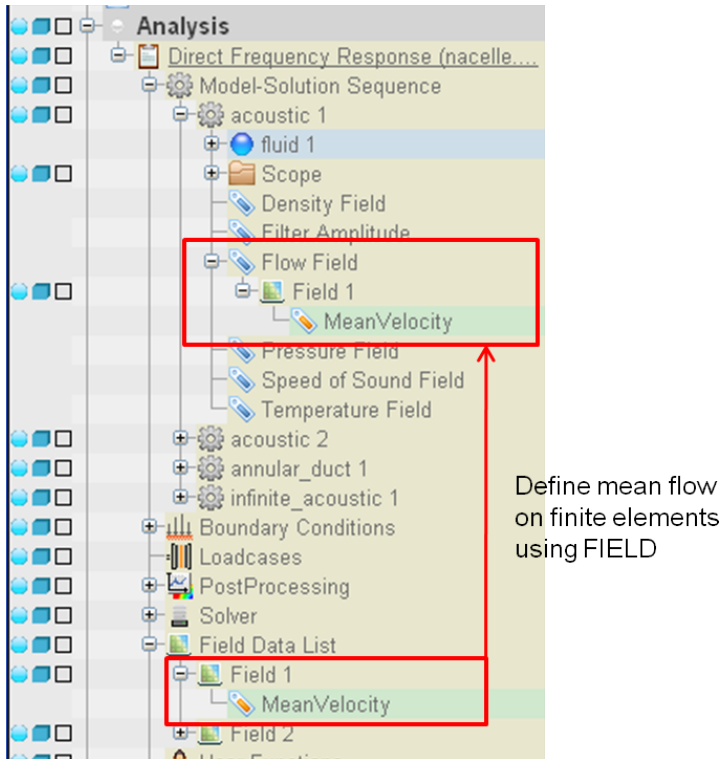 Analysis
Direct Frequency Response (nacelle....
Model-Solution Sequence
acoustic 1
fluid 1
Scope
Density Field
Filter Amplitude
Flow Field
Field 1
MeanVelocity
Pressure Field
Speed of Sound Field
Temperature Field
acoustic 2
annular_duct 1
infinite_acoustic 1
Boundary Conditions
Loadcases
PostProcessing
Solver
Field Data List
Field 1
MeanVelocity
Field 2
Define mean flow
on finite elements
using FIELD